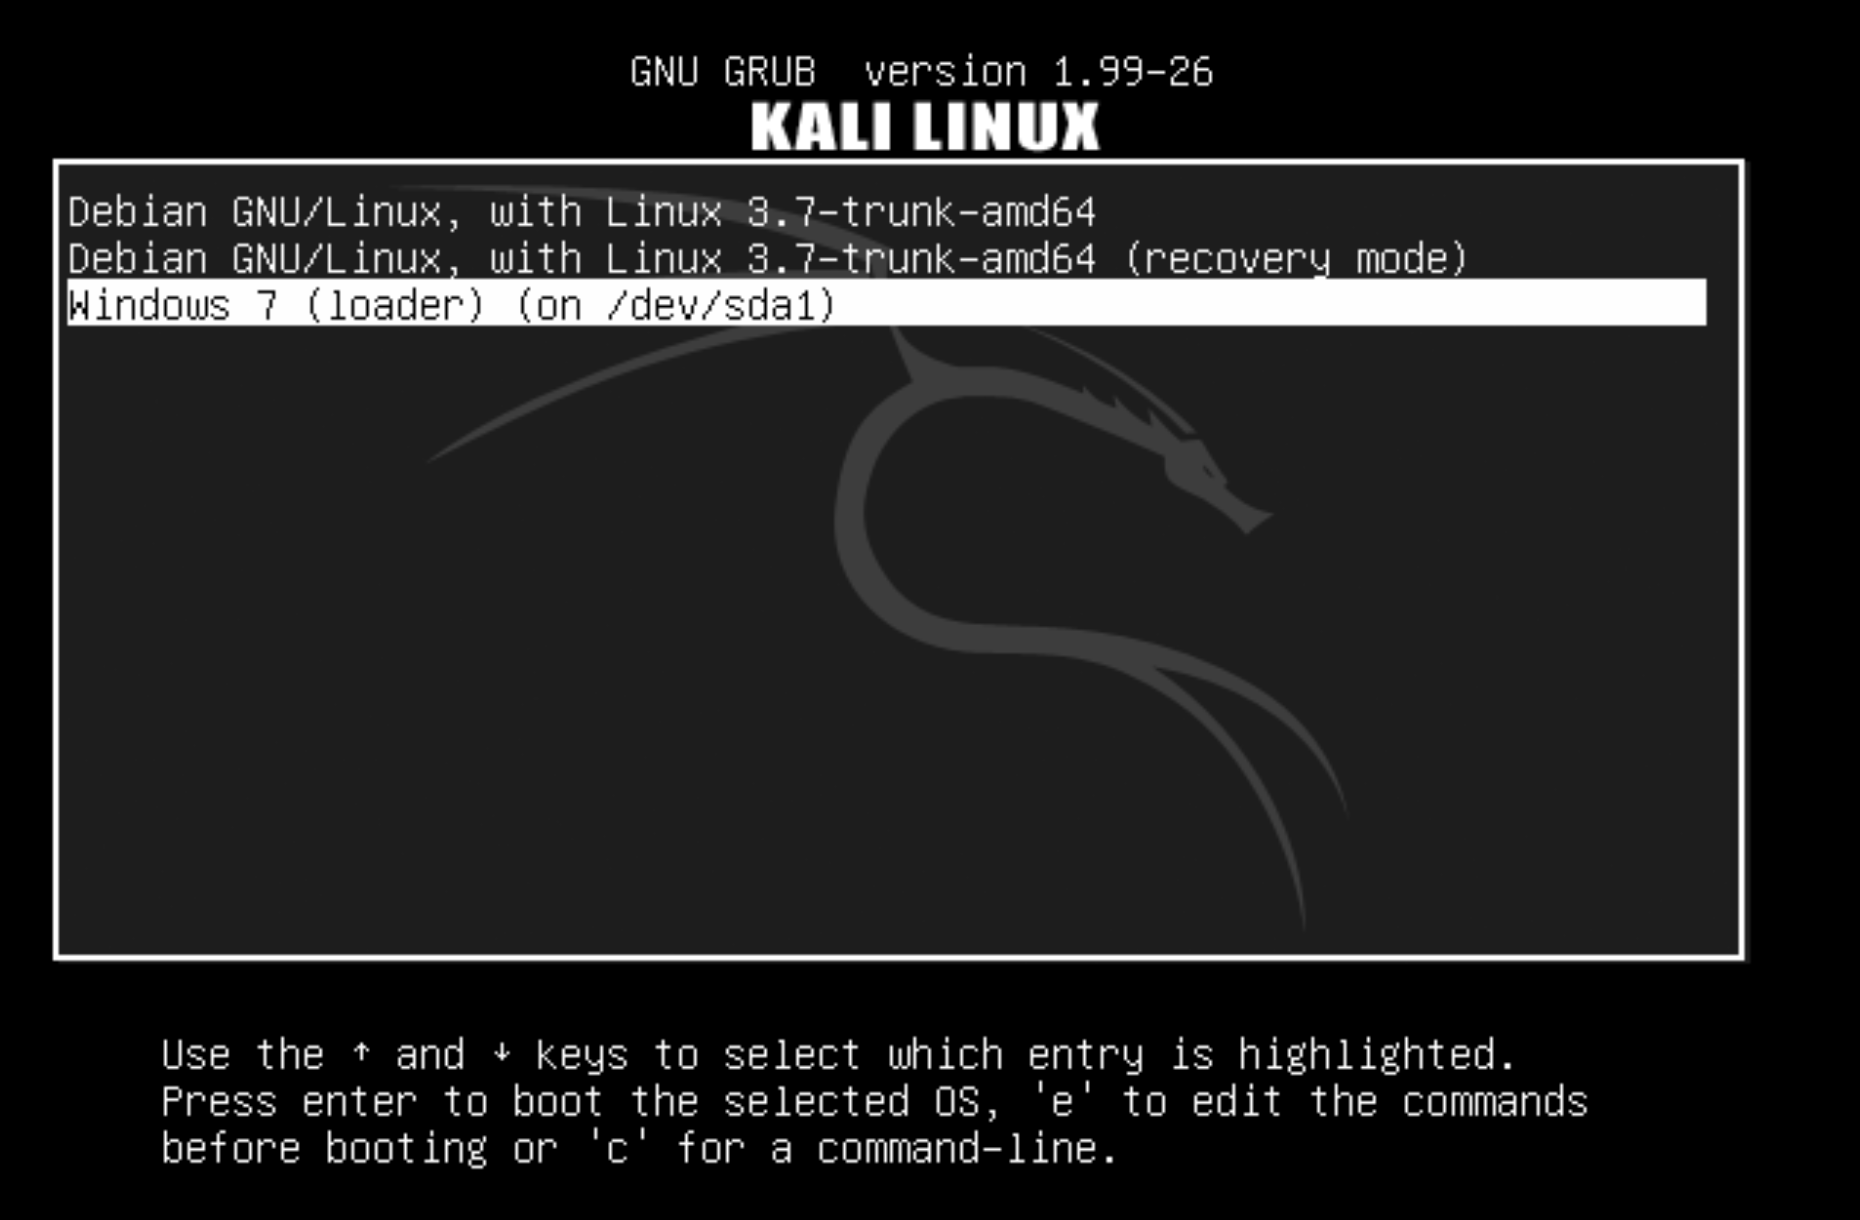 GNU GRUB  version 1.99-26
KALI LINUX
Debian GNU/Linux, with Linux 3.7-trunk-amd64
Debian GNU/Linux, with Linux 3.7-trunk-amd64 (recovery mode)
Windows 7 (loader) (on /dev/sda1)
Use the ↑ and ↓ keys to select which entry is highlighted.
Press enter to boot the selected OS, 'e' to edit the commands
before booting or 'c' for a command-line.